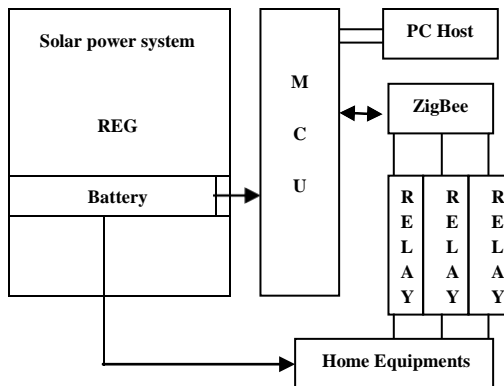 Solar power system
REG
Battery
M
C
U
PC Host
ZigBee
R
E
L
A
Y
R
E
L
A
Y
R
E
L
A
Y
Home Equipments